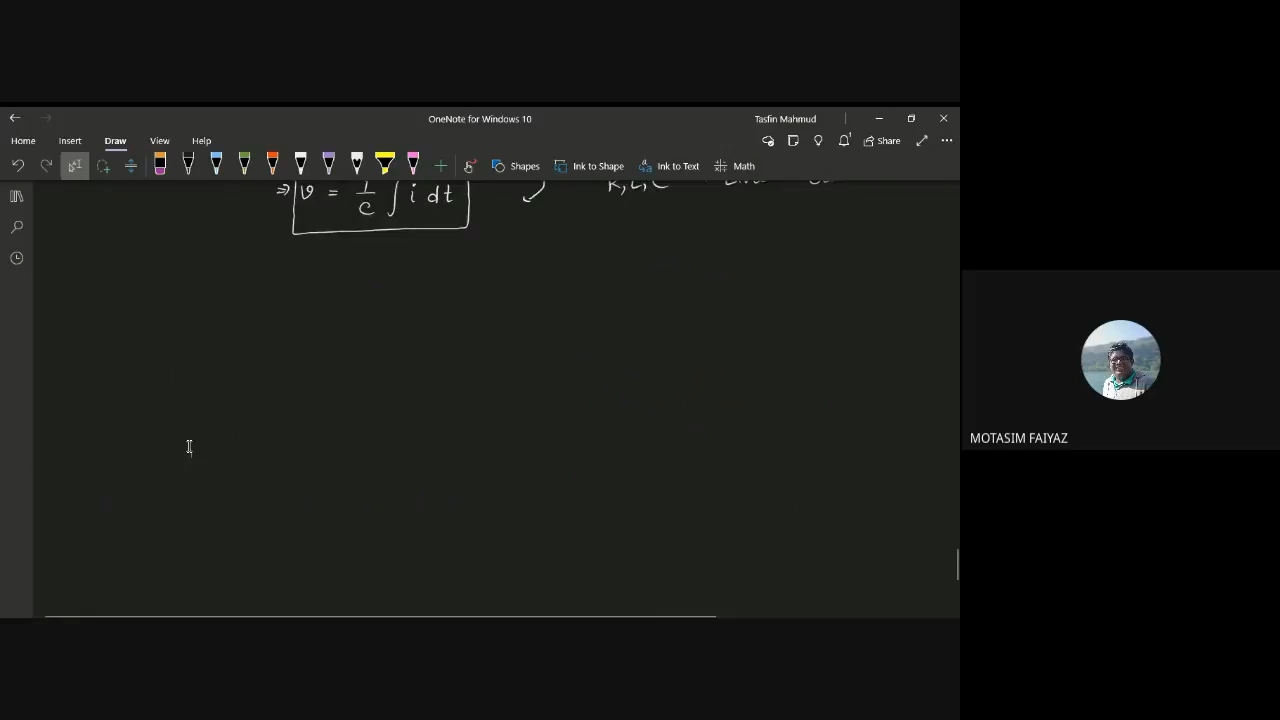 OneNote for Windows 10
Tasfin Mahmud
Home Insert Draw View Help
Share
Shapes Ink to Shape Ink to Text Math
⇒ v = 1/c ∫ i dt
R, L, C
MOTASIM FAIYAZ